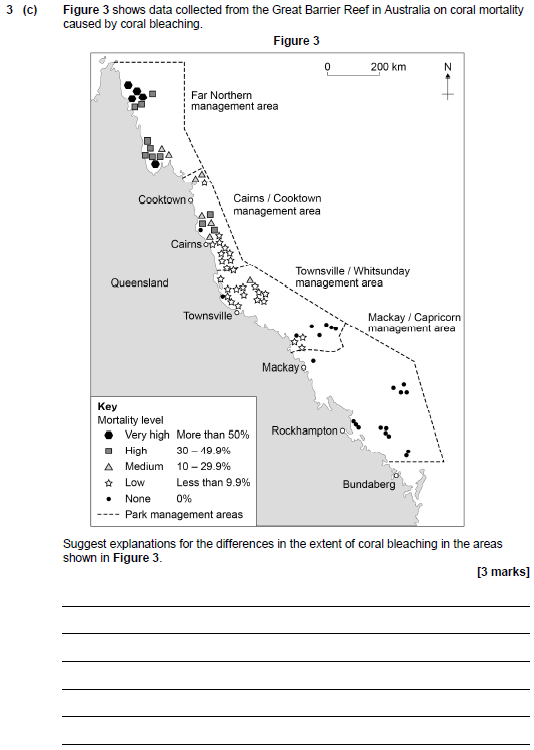 3 (c) Figure 3 shows data collected from the Great Barrier Reef in Australia on coral mortality
caused by coral bleaching.
Figure 3
0 200 km N
Far Northern
management area
Cooktown
Cairns / Cooktown
management area
Cairns
Townsville / Whitsunday
management area
Queensland
Townsville
Mackay / Capricorn
management area
Mackay
Rockhampton
Bundaberg
Key
Mortality level
Very high More than 50%
High 30 – 49.9%
Medium 10 – 29.9%
Low Less than 9.9%
None 0%
Park management areas
Suggest explanations for the differences in the extent of coral bleaching in the areas
shown in Figure 3.
[3 marks]